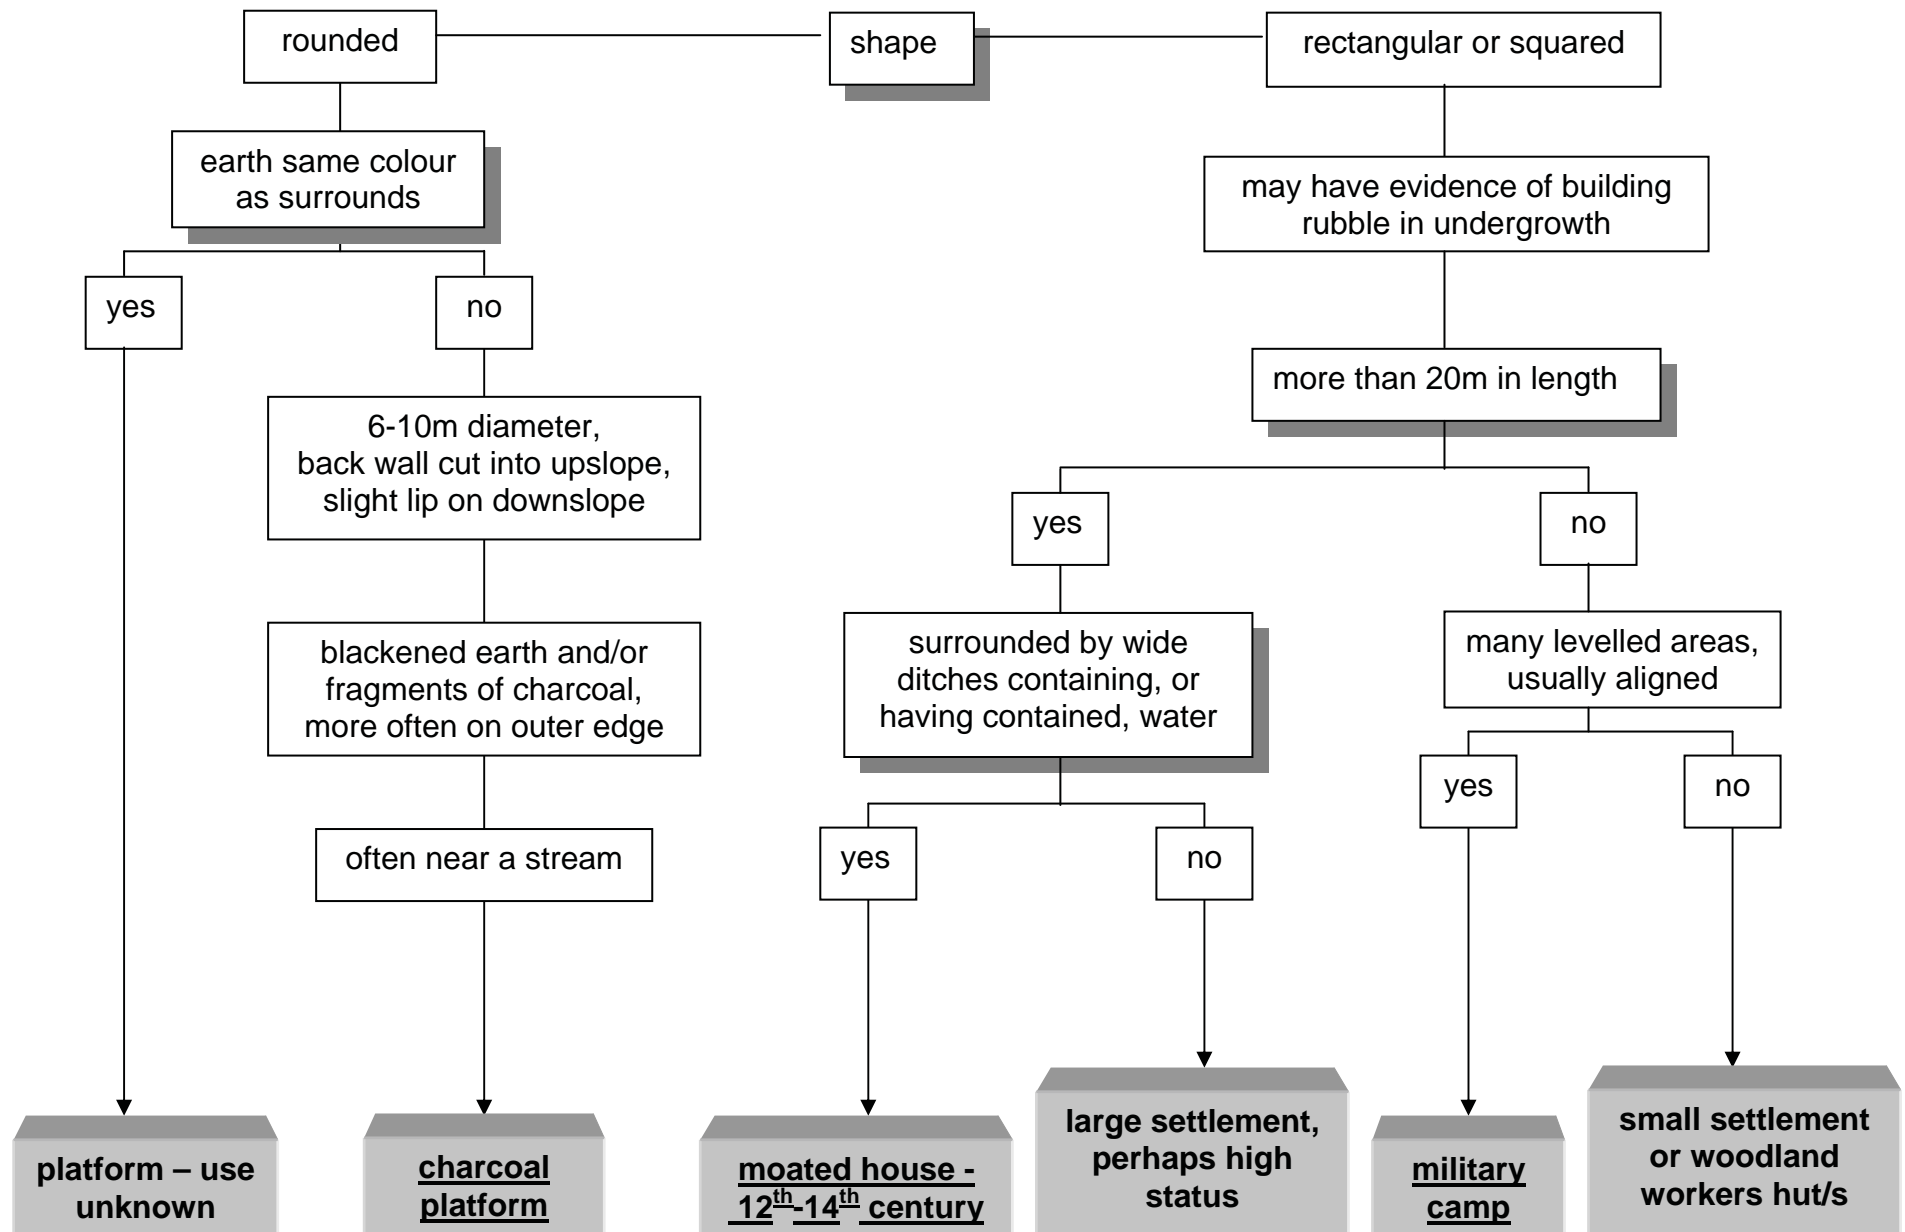 rounded
shape
rectangular or squared
earth same colour
as surrounds
may have evidence of building
rubble in undergrowth
yes
no
more than 20m in length
6-10m diameter,
back wall cut into upslope,
slight lip on downslope
yes
no
blackened earth and/or
fragments of charcoal,
more often on outer edge
surrounded by wide
ditches containing, or
having contained, water
many levelled areas,
usually aligned
often near a stream
yes
no
yes
no
platform – use
unknown
charcoal
platform
moated house -
12th-14th century
large settlement,
perhaps high
status
military
camp
small settlement
or woodland
workers hut/s